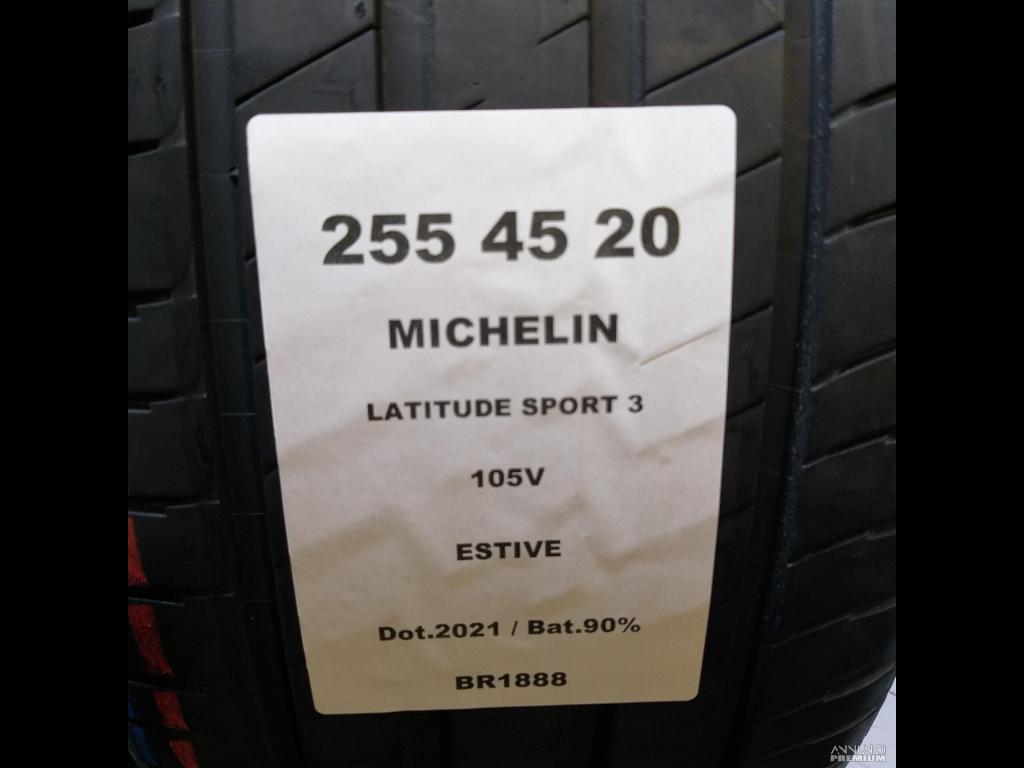 255 45 20
MICHELIN
LATITUDE SPORT 3
105V
ESTIVE
Dot.2021 / Bat.90%
BR1888
ANNUNCI
PREMIUM